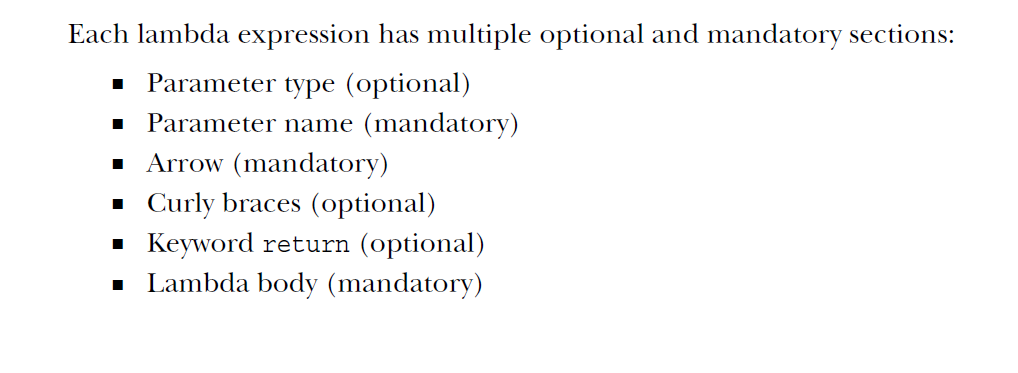 Each lambda expression has multiple optional and mandatory sections:
▪ Parameter type (optional)
▪ Parameter name (mandatory)
▪ Arrow (mandatory)
▪ Curly braces (optional)
▪ Keyword return (optional)
▪ Lambda body (mandatory)